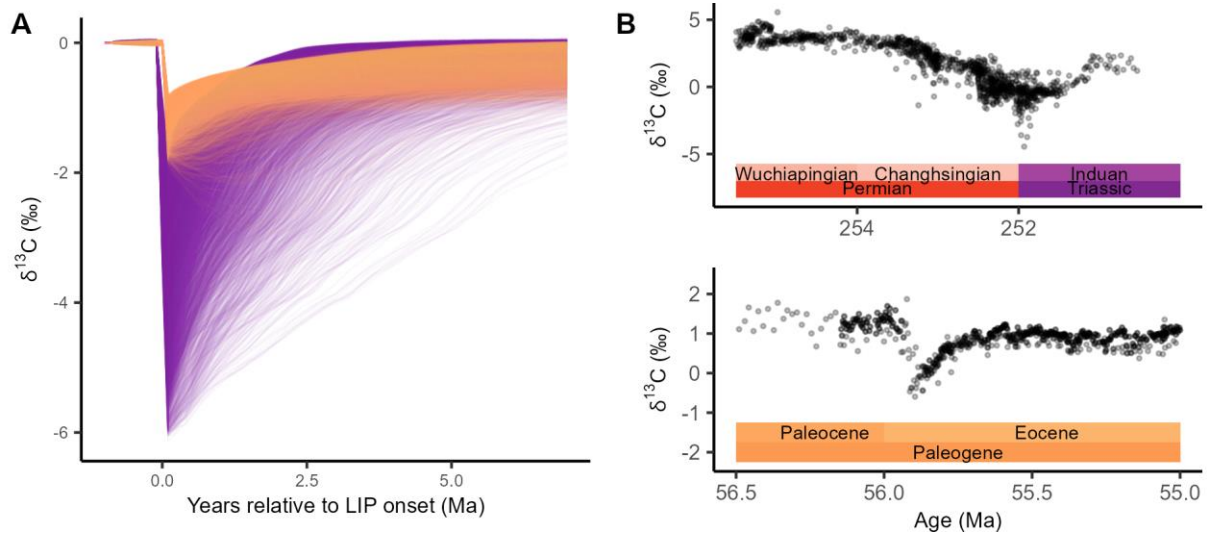 A
0
-2
-4
-6
δ13C (‰)
0.0 2.5 5.0
Years relative to LIP onset (Ma)
B
5
0
-5
δ13C (‰)
Wuchiapingian Changhsingian Induan
Permian Triassic
254 252
2
1
0
-1
-2
δ13C (‰)
Paleocene Eocene
Paleogene
56.5 56.0 55.5 55.0
Age (Ma)